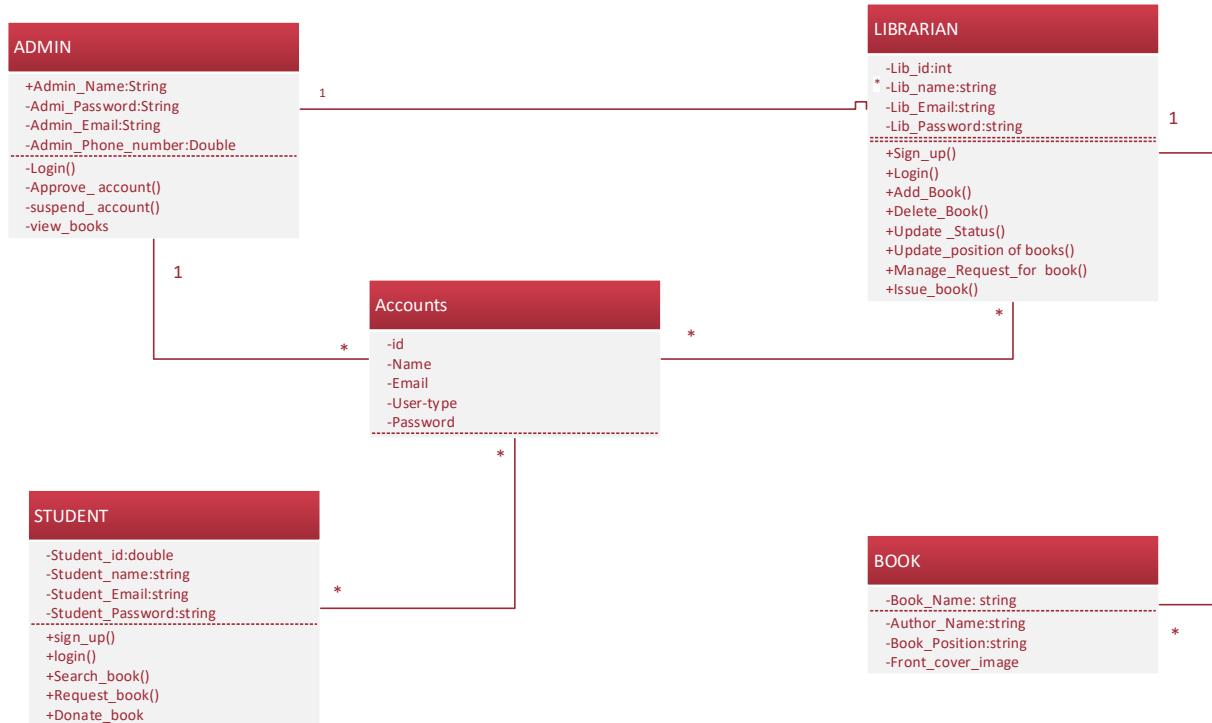 ADMIN
+Admin_Name:String
-Admi_Password:String
-Admin_Email:String
-Admin_Phone_number:Double
-Login()
-Approve_ account()
-suspend_ account()
-view_books
1
1
*
LIBRARIAN
-Lib_id:int
-Lib_name:string
-Lib_Email:string
-Lib_Password:string
+Sign_up()
+Login()
+Add_Book()
+Delete_Book()
+Update _Status()
+Update_position of books()
+Manage_Request_for book()
+Issue_book()
1
*
Accounts
-id
-Name
-Email
-User-type
-Password
*
*
*
STUDENT
-Student_id:double
-Student_name:string
-Student_Email:string
-Student_Password:string
+sign_up()
+login()
+Search_book()
+Request_book()
+Donate_book
*
BOOK
-Book_Name: string
-Author_Name:string
-Book_Position:string
-Front_cover_image
*